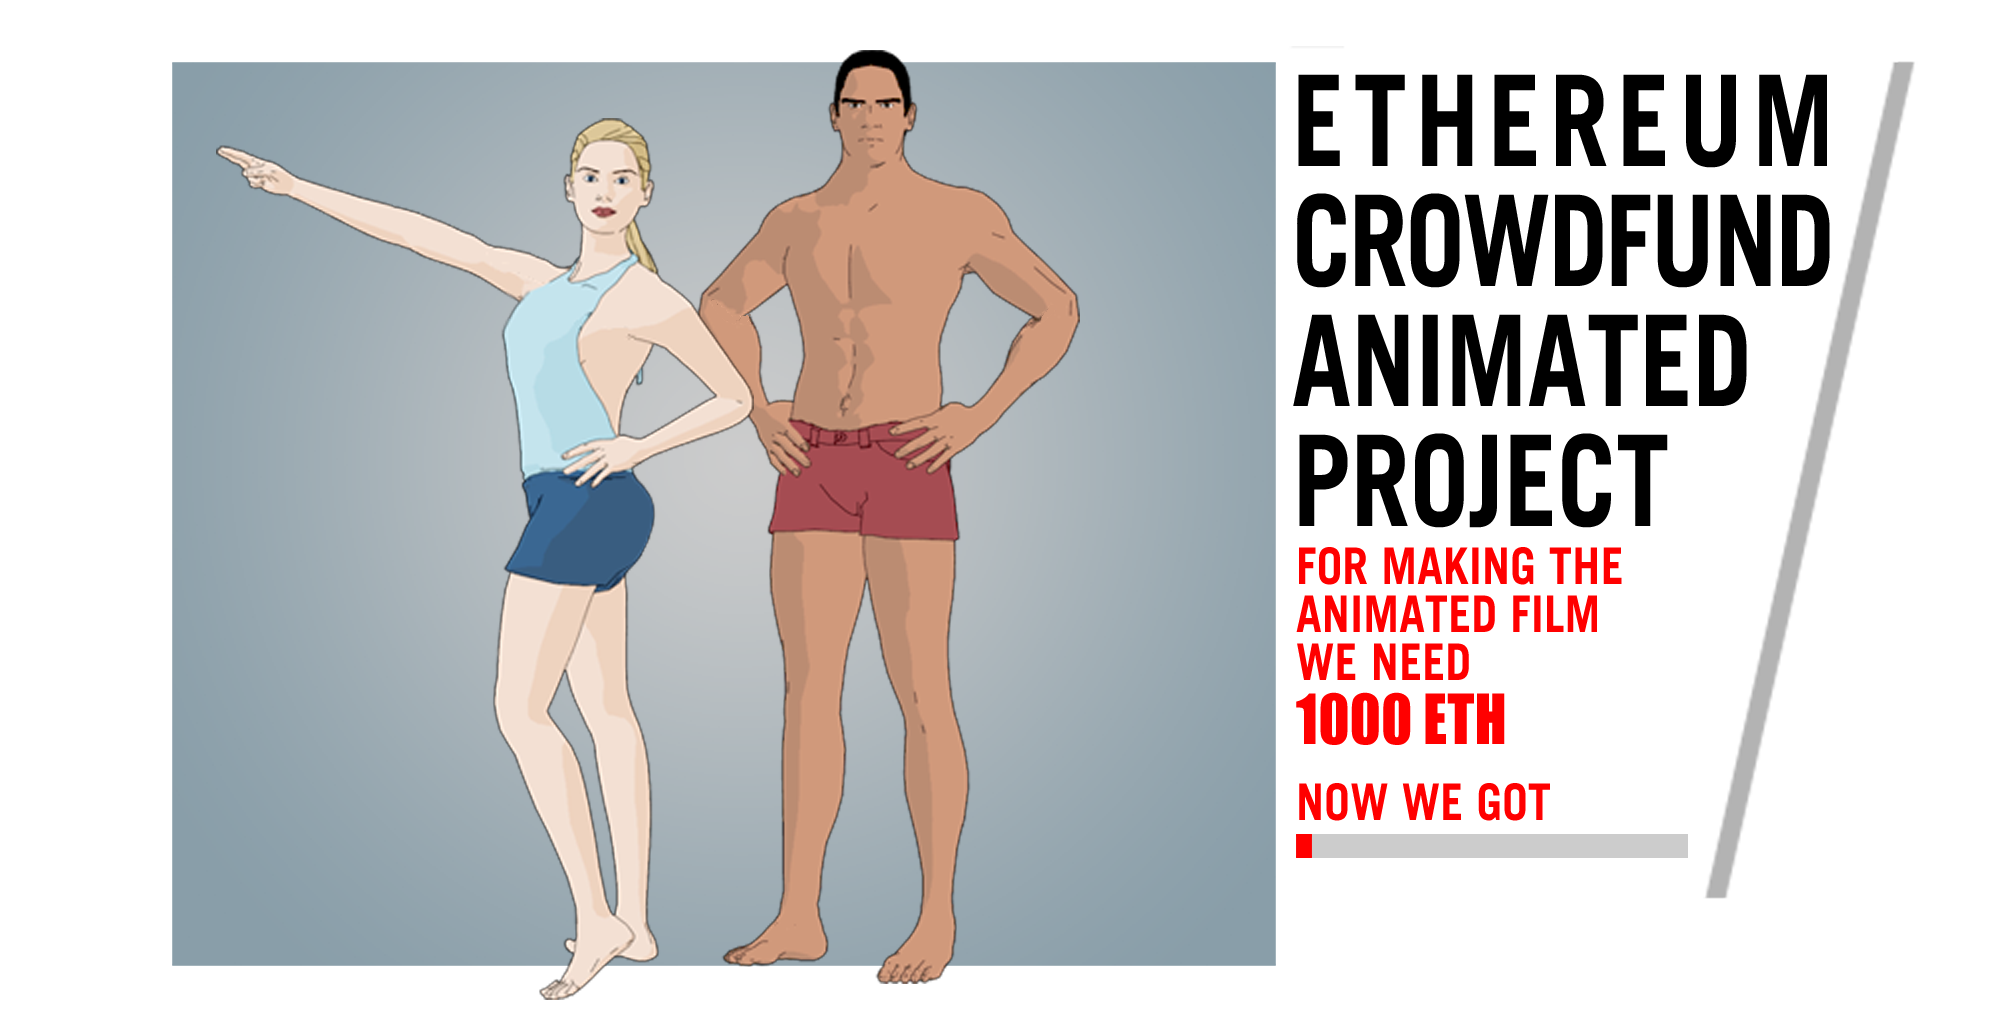 ETHEREUM
CROWDFUND
ANIMATED
PROJECT
FOR MAKING THE
ANIMATED FILM
WE NEED
1000 ETH
NOW WE GOT